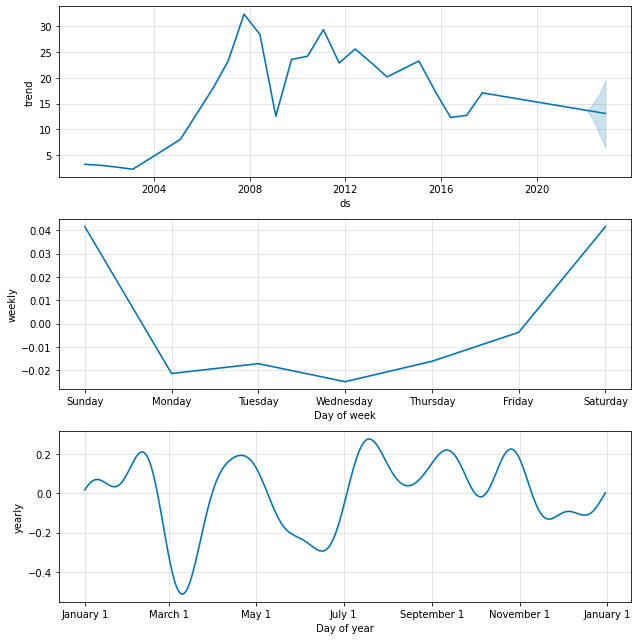 30
25
20
15
10
5
trend
2004 2008 2012 2016 2020
ds
0.04
0.03
0.02
0.01
0.00
−0.01
−0.02
weekly
Sunday Monday Tuesday Wednesday Thursday Friday Saturday
Day of week
0.2
0.0
−0.2
−0.4
yearly
January 1 March 1 May 1 July 1 September 1 November 1 January 1
Day of year